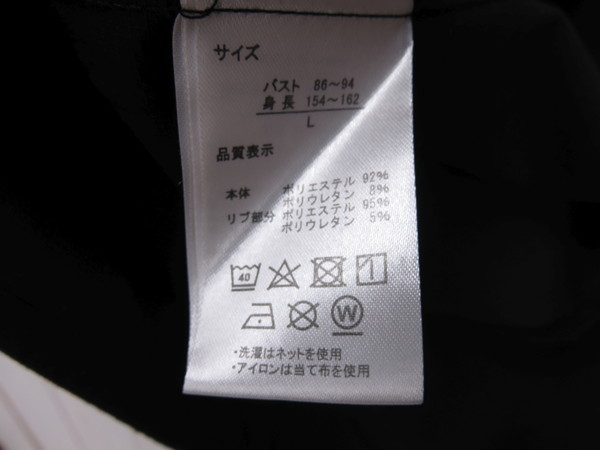 サイズ
バスト 86～94
身長 154～162
L
品質表示
本体 ポリエステル 92%
ポリウレタン 8%
リブ部分 ポリエステル 95%
ポリウレタン 5%
40
W
・洗濯はネットを使用
・アイロンは当て布を使用